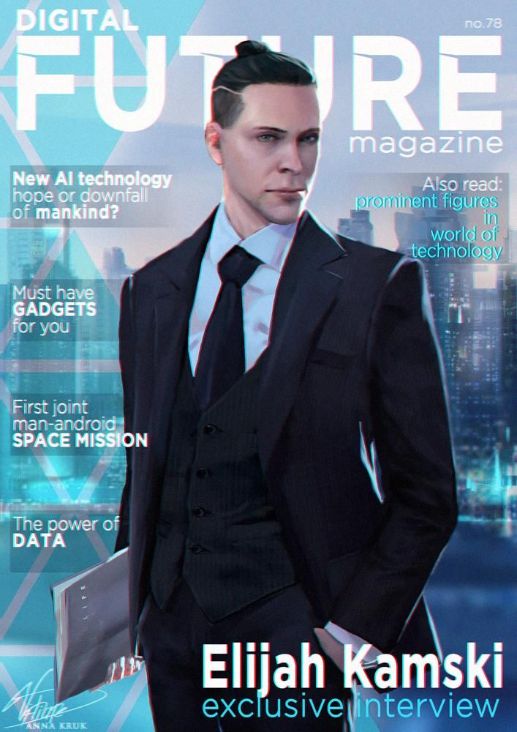 DIGITAL
no.78
FUTURE
magazine
New AI technology
hope or downfall
of mankind?
Also read:
prominent figures
in
world of
technology
Must have
GADGETS
for you
First joint
man-android
SPACE MISSION
The power of
DATA
LIFE
Elijah Kamski
exclusive interview
ANNA KRUK